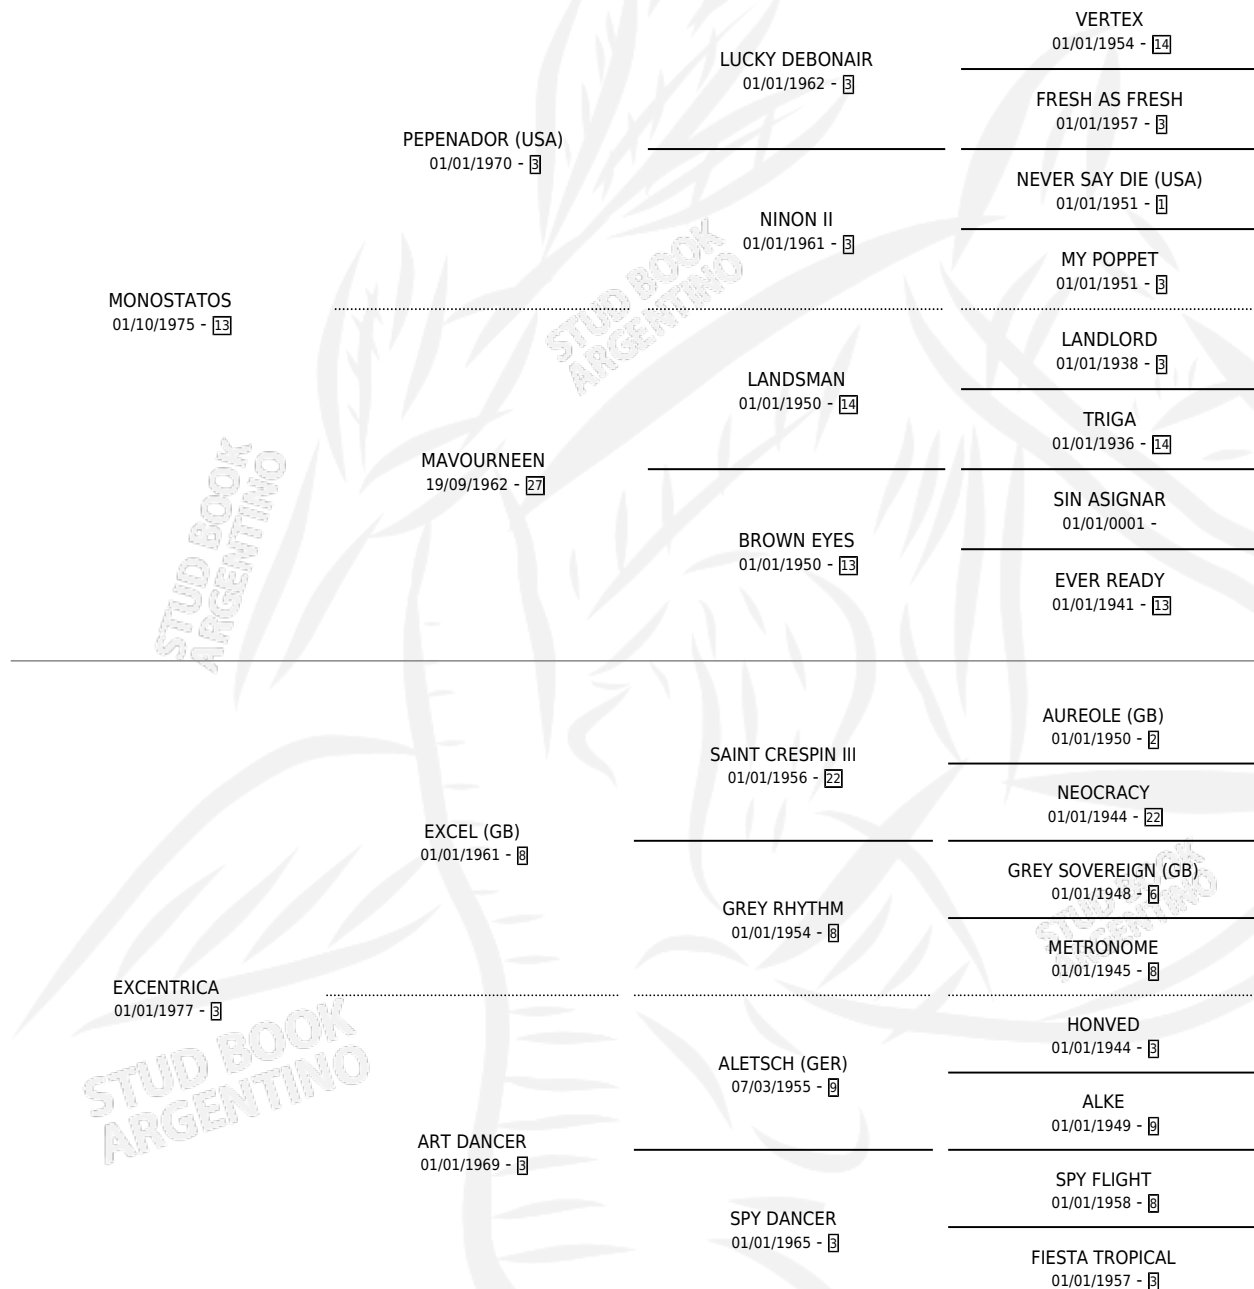 VERTEX
01/01/1954 - 14
LUCKY DEBONAIR
01/01/1962 - 3
FRESH AS FRESH
01/01/1957 - 3
PEPENADOR (USA)
01/01/1970 - 3
NEVER SAY DIE (USA)
01/01/1951 - 1
NINON II
01/01/1961 - 3
MY POPPET
01/01/1951 - 3
MONOSTATOS
01/10/1975 - 13
LANDLORD
01/01/1938 - 3
LANDSMAN
01/01/1950 - 14
TRIGA
01/01/1936 - 14
MAVOURNEEN
19/09/1962 - 27
SIN ASIGNAR
01/01/0001 -
BROWN EYES
01/01/1950 - 13
EVER READY
01/01/1941 - 13
AUREOLE (GB)
01/01/1950 - 2
SAINT CRESPIN III
01/01/1956 - 22
NEOCRACY
01/01/1944 - 22
EXCEL (GB)
01/01/1961 - 8
GREY SOVEREIGN (GB)
01/01/1948 - 6
GREY RHYTHM
01/01/1954 - 8
METRONOME
01/01/1945 - 8
EXCENTRICA
01/01/1977 - 3
HONVED
01/01/1944 - 3
ALETSCH (GER)
07/03/1955 - 9
ALKE
01/01/1949 - 9
ART DANCER
01/01/1969 - 3
SPY FLIGHT
01/01/1958 - 8
SPY DANCER
01/01/1965 - 3
FIESTA TROPICAL
01/01/1957 - 3
STUD BOOK
ARGENTINO
STUD BOOK
ARGENTINO
STUD BOOK
ARGENTINO
STUD BOOK
ARGENTINO